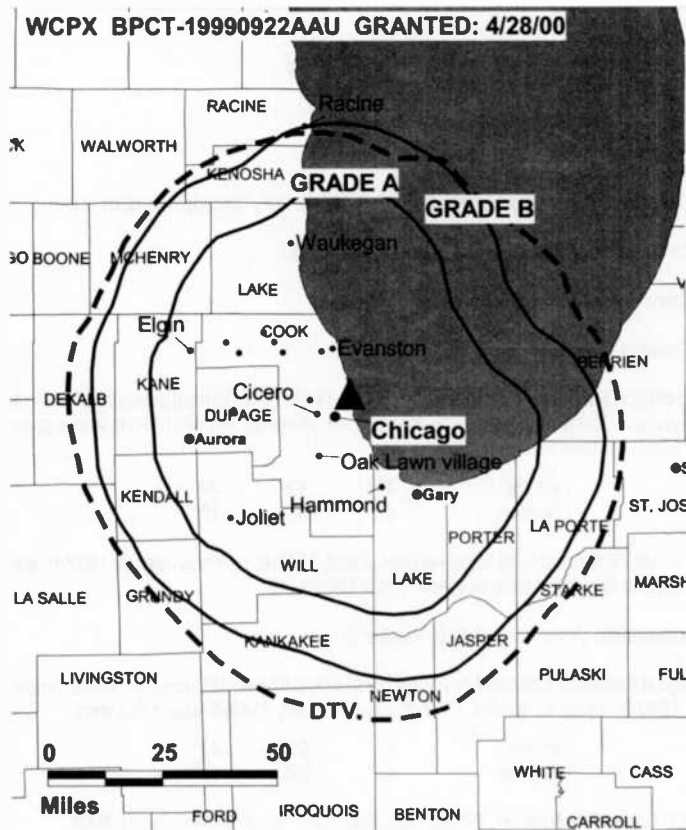 WCPX BPCT-19990922AAU GRANTED: 4/28/00
RACINE Racine
WALWORTH
KENOSHA
GRADE A
GRADE B
Waukegan
BOONE MCHENRY
LAKE
Elgin COOK Evanston
BERRIEN
KANE
DEKALB Cicero
DUPAGE Chicago
Aurora
Oak Lawn village
KENDALL Hammond Gary
ST. JOS
Joliet LA PORTE
PORTER
WILL
LAKE
STARKE MARSH
LA SALLE GRUNDY
KANKAKEE JASPER
LIVINGSTON PULASKI FUL
NEWTON
DTV.
0 25 50
Miles
WHITE CASS
FORD IROQUOIS BENTON
CARROLL